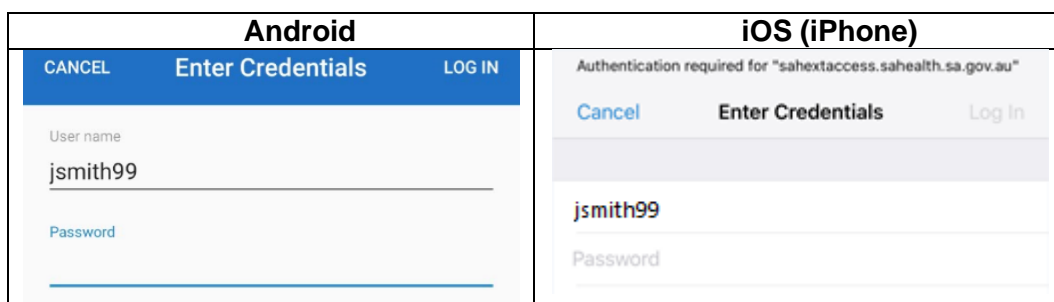 Android
CANCEL Enter Credentials LOG IN
User name
jsmith99
Password
iOS (iPhone)
Authentication required for "sahextaccess.sahealth.sa.gov.au"
Cancel Enter Credentials Log In
jsmith99
Password